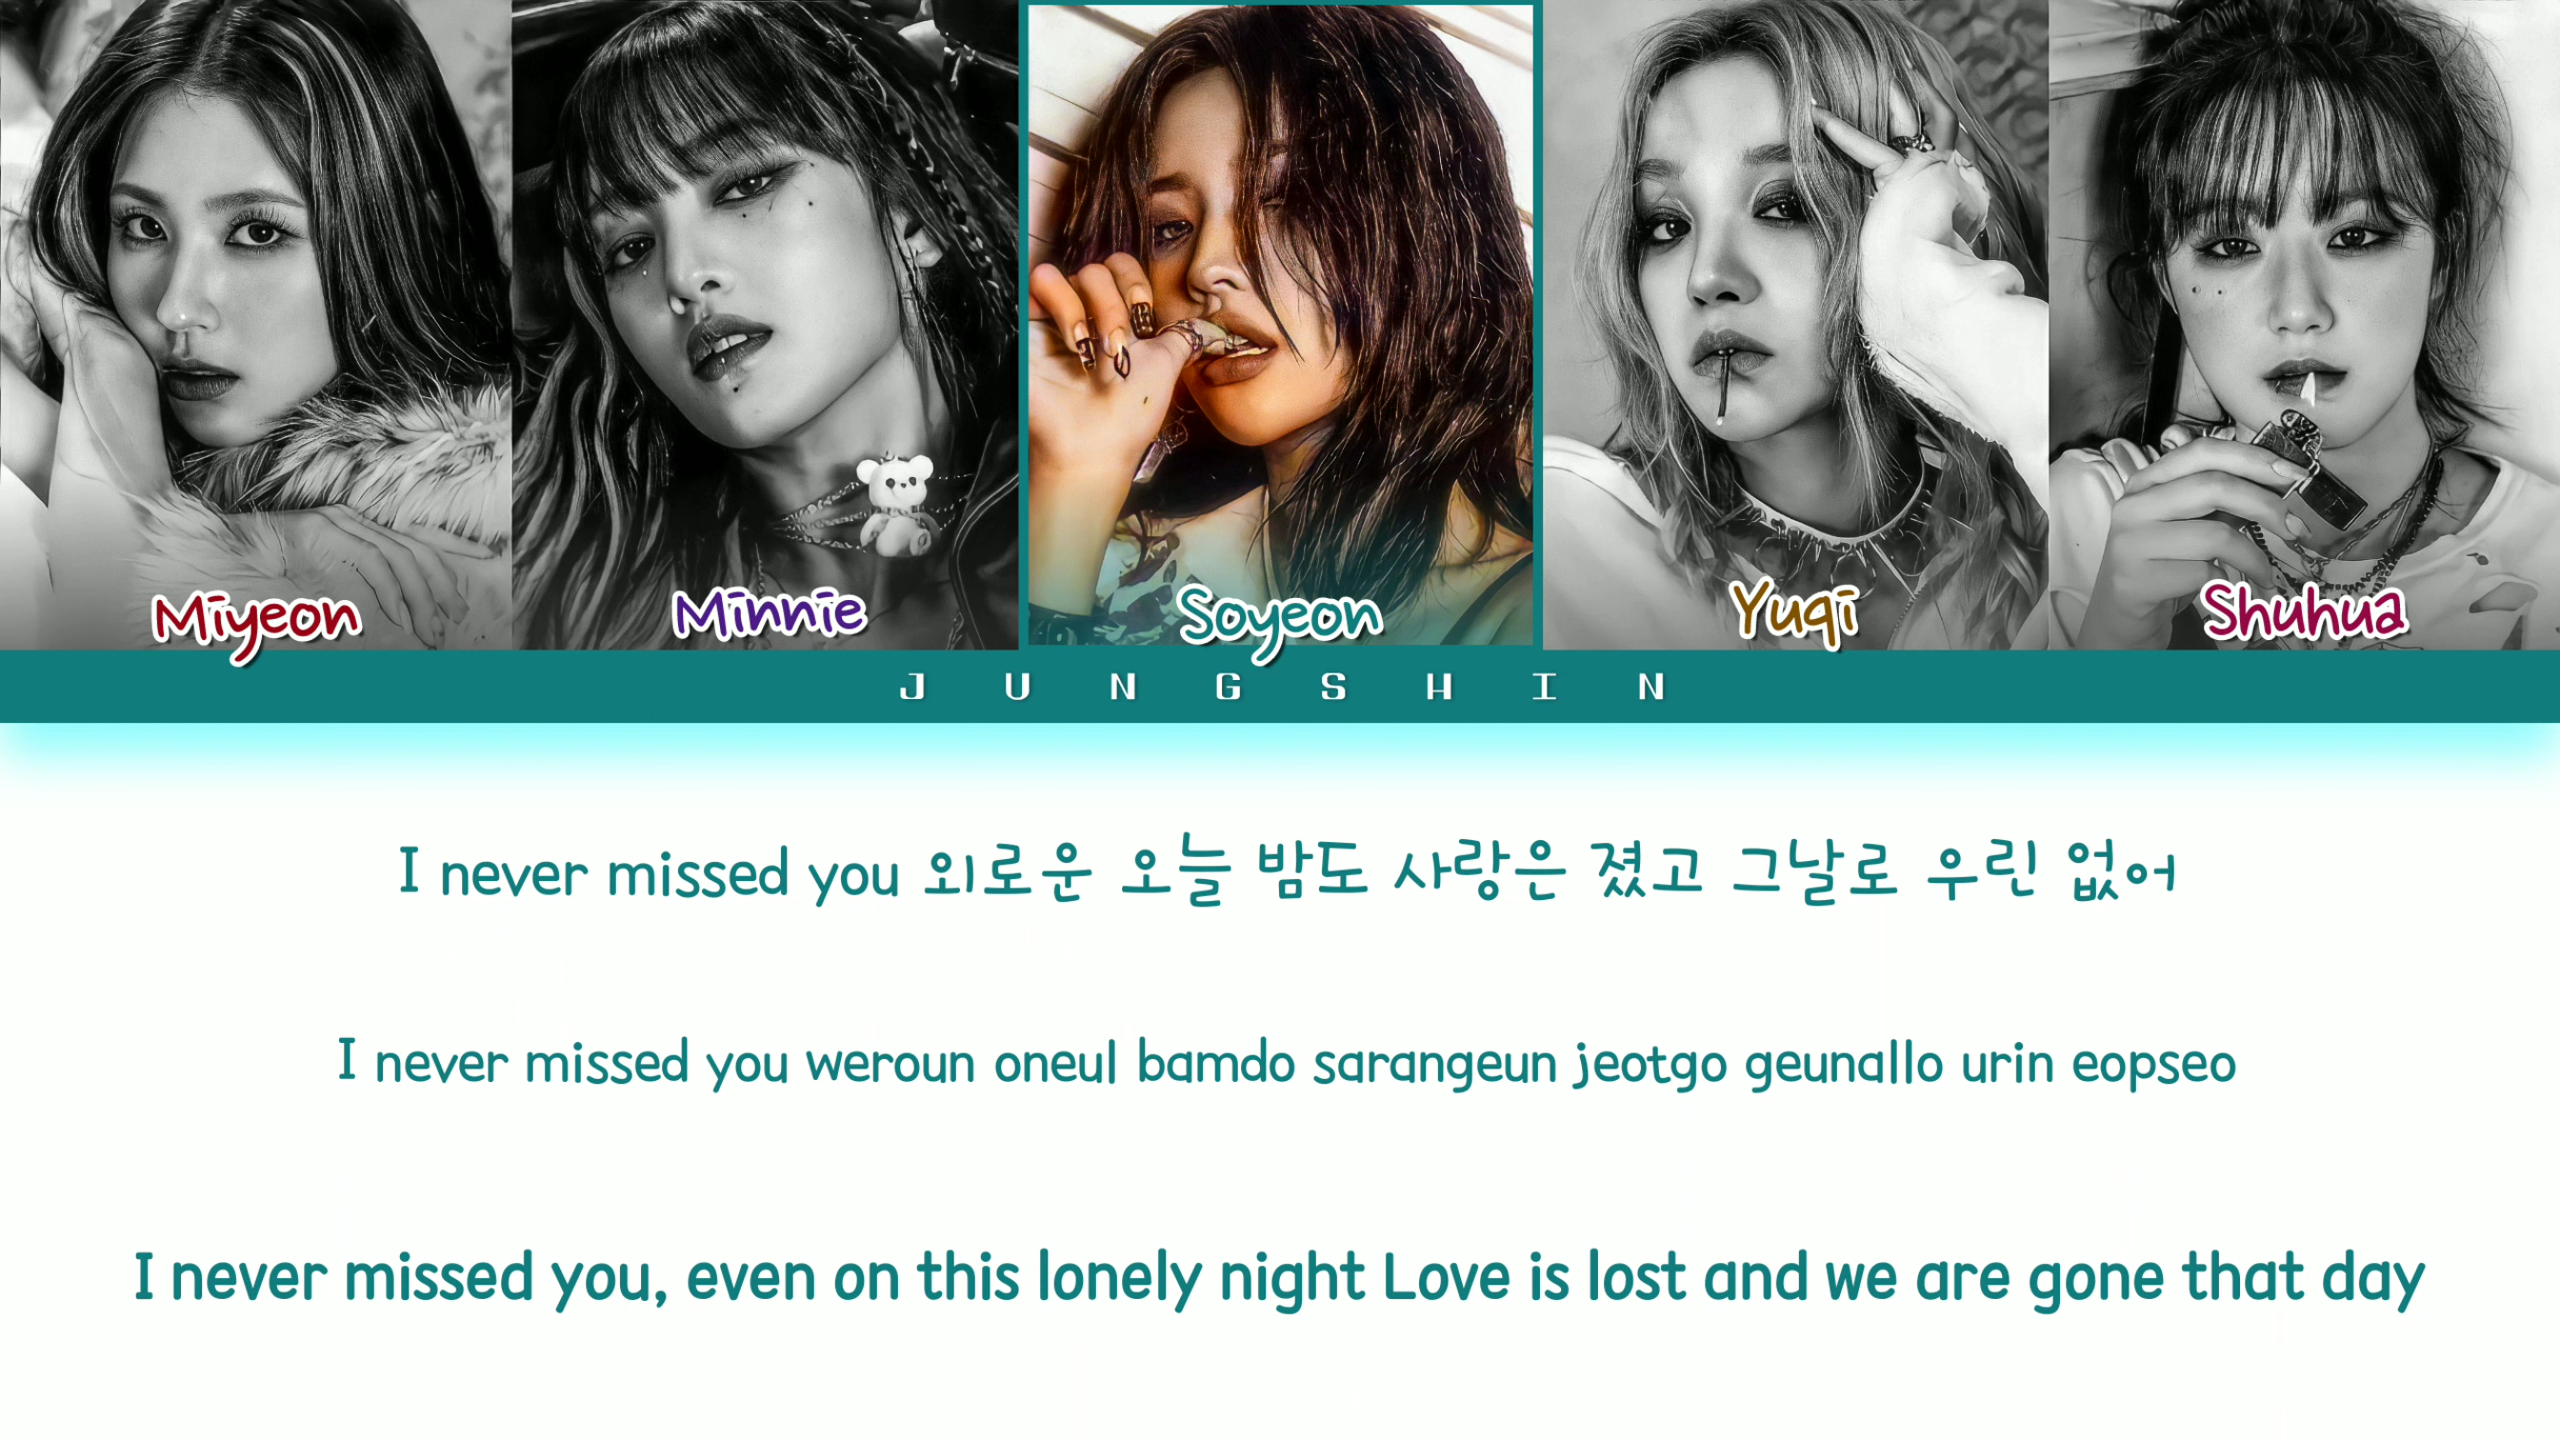 Miyeon
Minnie
Soyeon
Yuqi
Shuhua
JUNGSHIN
I never missed you 외로운 오늘 밤도 사랑은 졌고 그날로 우린 없어
I never missed you weroun oneul bamdo sarangeun jeotgo geunallo urin eopseo
I never missed you, even on this lonely night Love is lost and we are gone that day